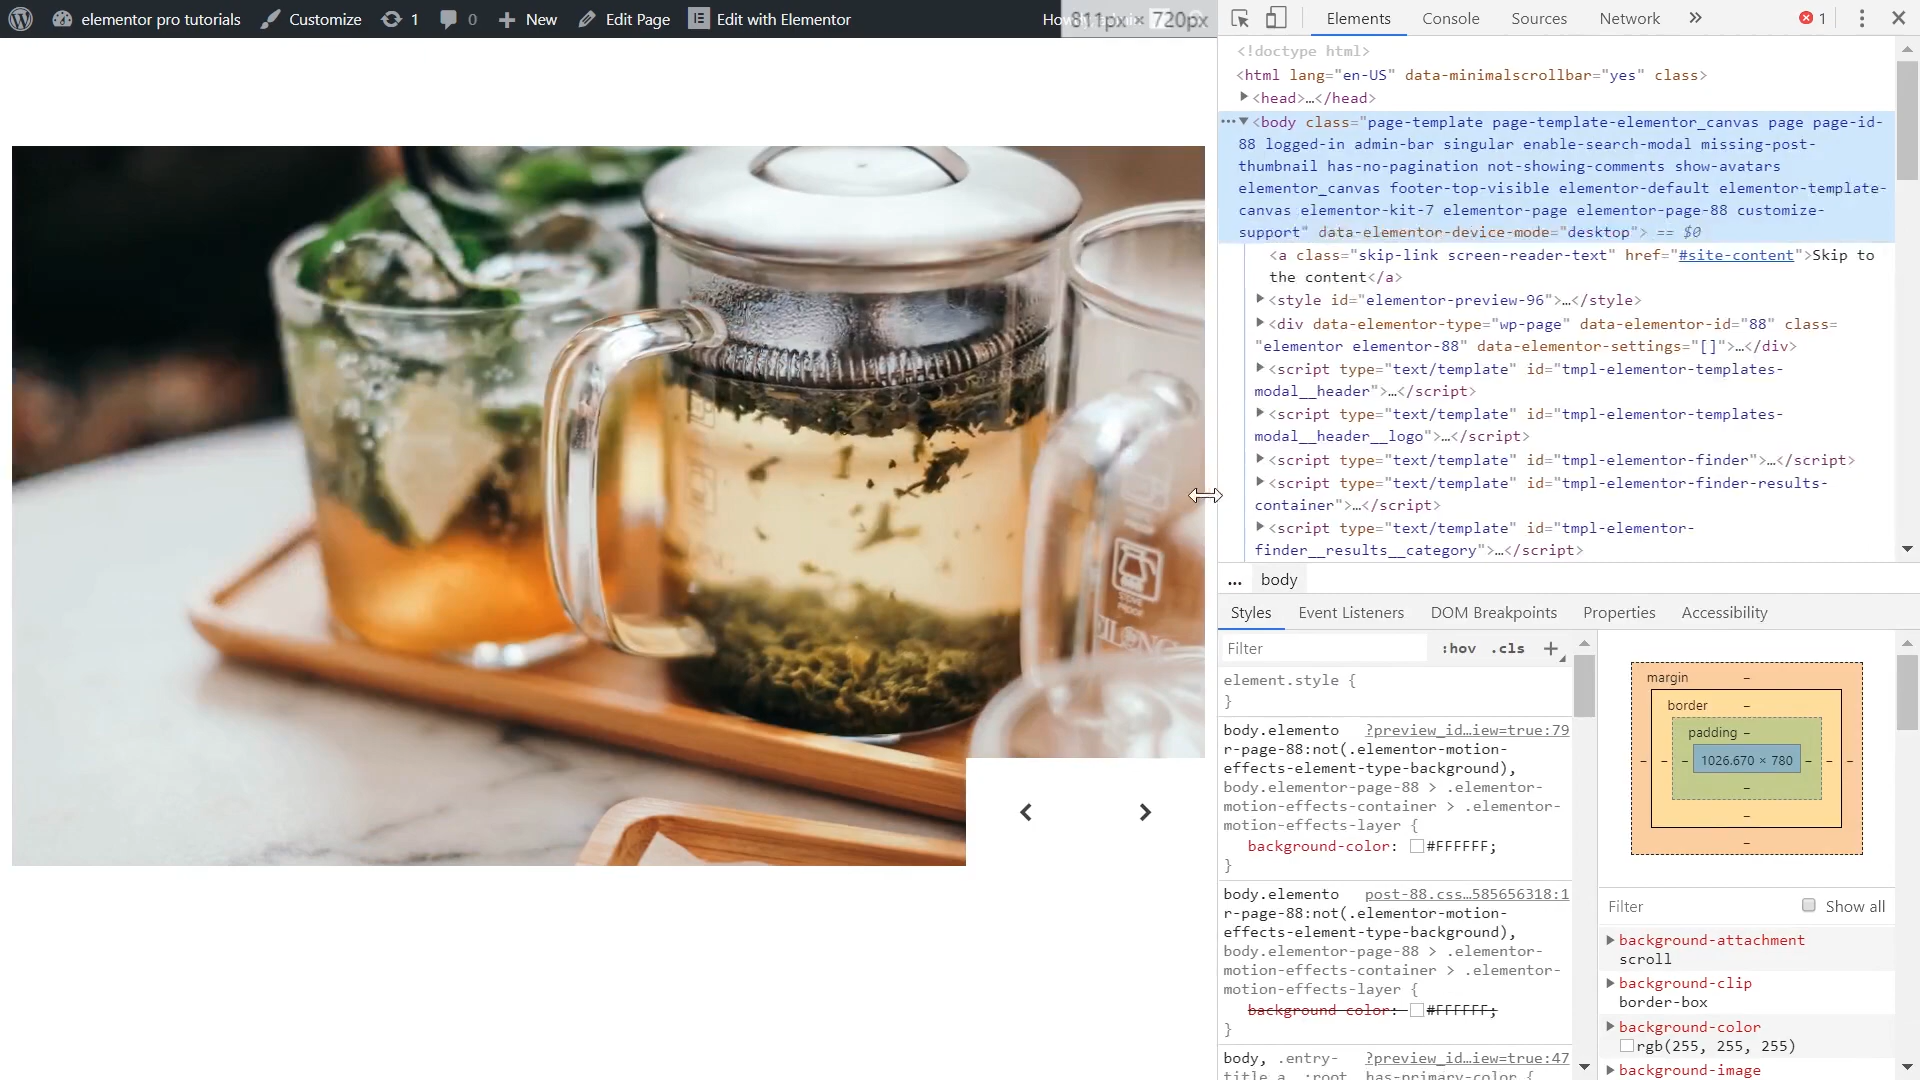 elementor pro tutorials Customize 1 0 New Edit Page Edit with Elementor How
811px × 720px
Elements Console Sources Network 1
<!doctype html>
<html lang="en-US" data-minimalscrollbar="yes" class>
<head>…</head>
<body class="page-template page-template-elementor_canvas page page-id-
88 logged-in admin-bar singular enable-search-modal missing-post-
thumbnail has-no-pagination not-showing-comments show-avatars
elementor_canvas footer-top-visible elementor-default elementor-template-
canvas elementor-kit-7 elementor-page elementor-page-88 customize-
support" data-elementor-device-mode="desktop"> == $0
<a class="skip-link screen-reader-text" href="#site-content">Skip to
the content</a>
<style id="elementor-preview-96">…</style>
<div data-elementor-type="wp-page" data-elementor-id="88" class=
"elementor elementor-88" data-elementor-settings="[]">…</div>
<script type="text/template" id="tmpl-elementor-templates-
modal__header">…</script>
<script type="text/template" id="tmpl-elementor-templates-
modal__header__logo">…</script>
<script type="text/template" id="tmpl-elementor-finder">…</script>
<script type="text/template" id="tmpl-elementor-finder-results-
container">…</script>
<script type="text/template" id="tmpl-elementor-
finder__results__category">…</script>
... body
Styles Event Listeners DOM Breakpoints Properties Accessibility
Filter :hov .cls +
element.style {
}
body.elemento ?preview_id…iew=true:79
r-page-88:not(.elementor-motion-
effects-element-type-background),
body.elementor-page-88 > .elementor-
motion-effects-container > .elementor-
motion-effects-layer {
background-color: #FFFFFF;
}
body.elemento post-88.css…585656318:1
r-page-88:not(.elementor-motion-
effects-element-type-background),
body.elementor-page-88 > .elementor-
motion-effects-container > .elementor-
motion-effects-layer {
background-color: #FFFFFF;
}
body, .entry- ?preview_id…iew=true:47
title a, :root .has-primary-color {
margin –
border –
padding –
1026.670 × 780
Filter Show all
background-attachment
scroll
background-clip
border-box
background-color
rgb(255, 255, 255)
background-image